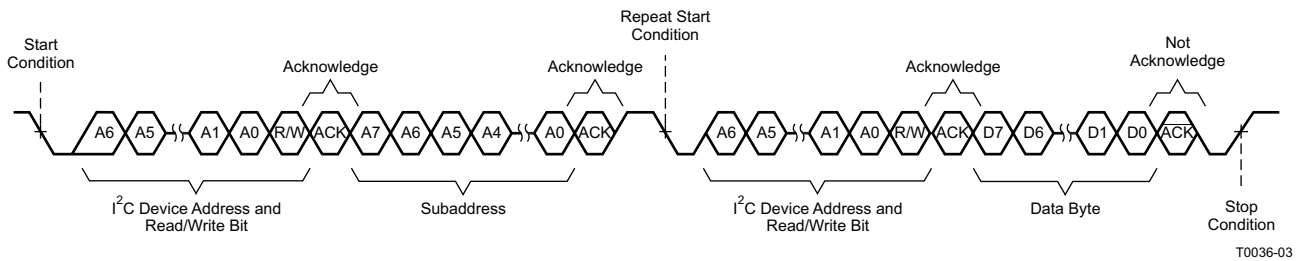 Repeat Start
Condition
Start
Condition
Not
Acknowledge
Acknowledge
Acknowledge
Acknowledge
A6 A5 A1 A0 R/W ACK A7 A6 A5 A4 A0 ACK A6 A5 A1 A0 R/W ACK D7 D6 D1 D0 ACK
I²C Device Address and
Read/Write Bit
Subaddress
I²C Device Address and
Read/Write Bit
Data Byte
Stop
Condition
T0036-03